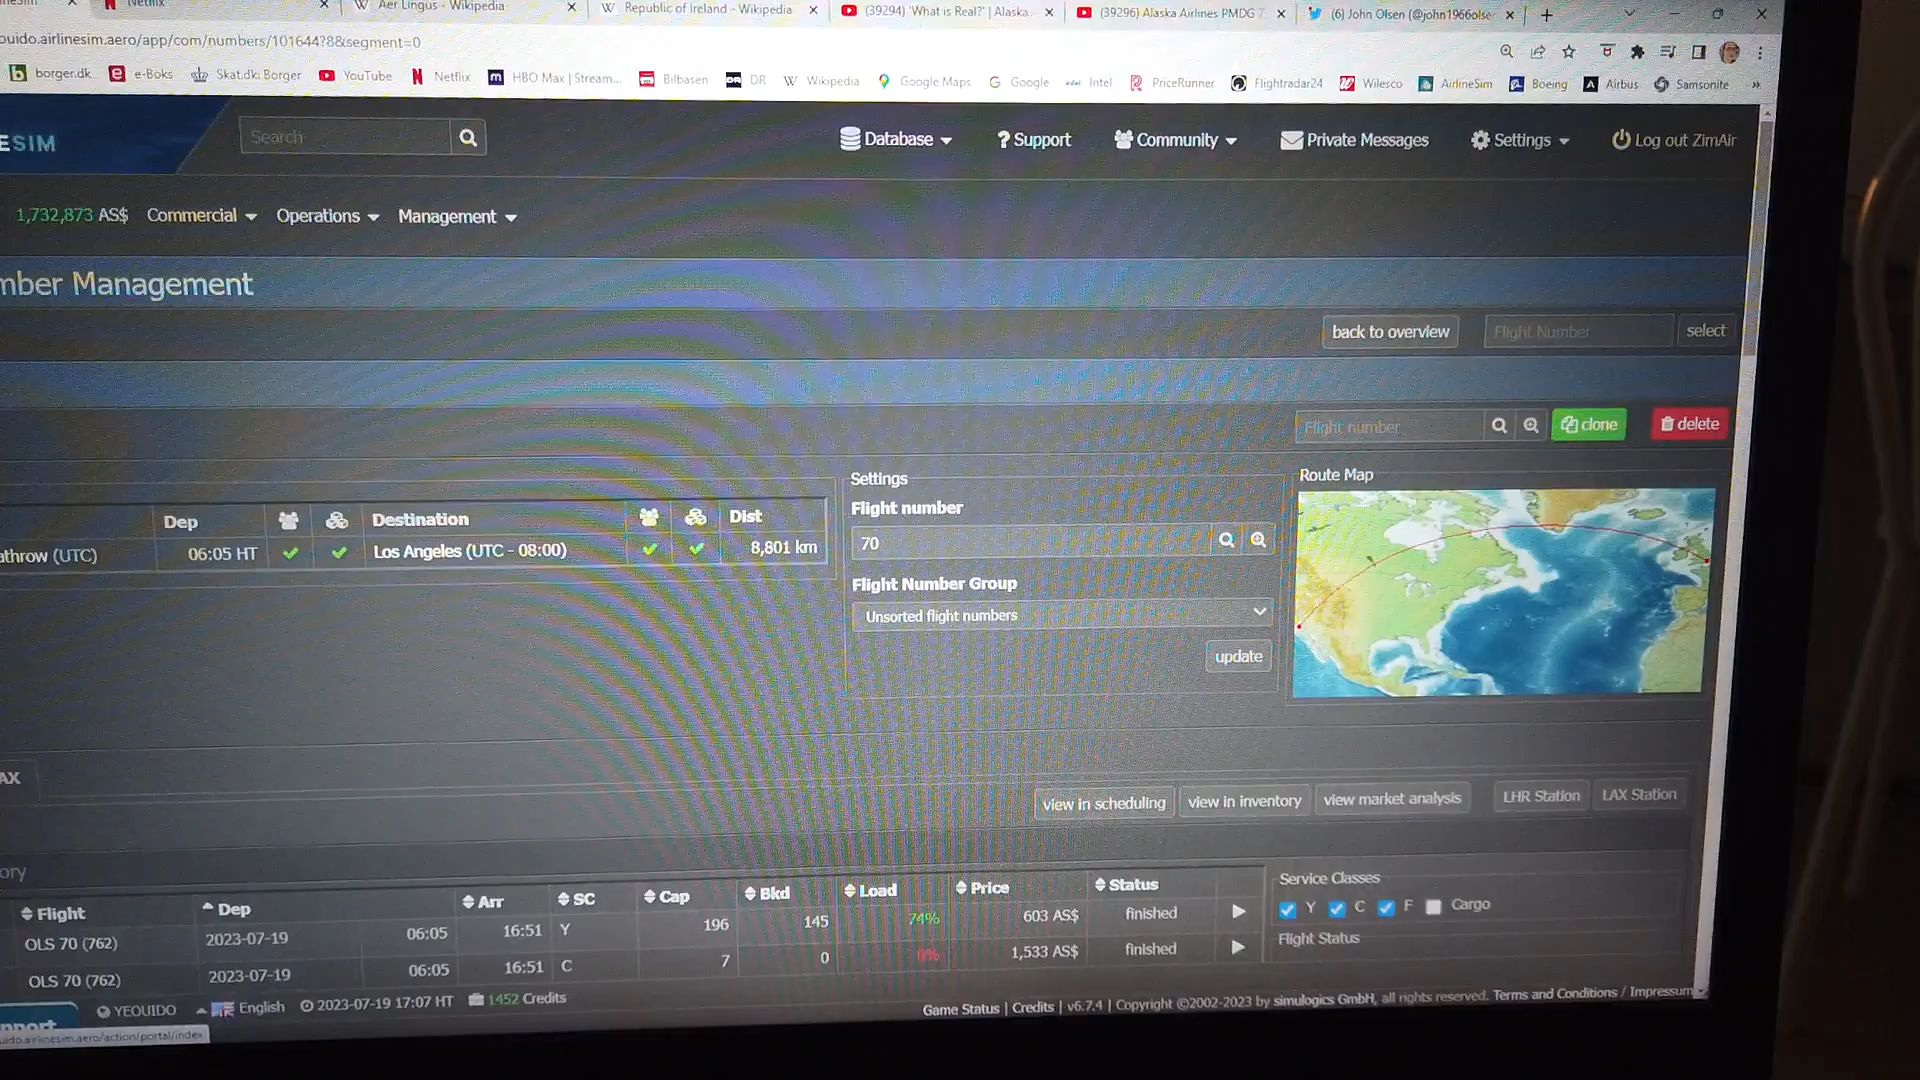 Netflix
Aer Lingus - Wikipedia
Republic of Ireland - Wikipedia
(39294) 'What is Real?' | Alaska
(39296) Alaska Airlines PMDG 7
(6) John Olsen (@john1966olsen
ouido.airlinesim.aero/app/com/numbers/101644?8&segment=0
borger.dk e-Boks Skat.dk: Borger YouTube Netflix HBO Max | Stream... Bilbasen DR Wikipedia Google Maps Google Intel PriceRunner Flightradar24 Wilesco AirlineSim Boeing Airbus Samsonite »
ESIM Search Database ? Support Community Private Messages Settings Log out ZimAir
1,732,873 AS$ Commercial Operations Management
mber Management
back to overview Flight Number select
Flight number clone delete
Dep Destination Dist
athrow (UTC) 06:05 HT Los Angeles (UTC - 08:00) 8,801 km
Settings
Flight number
70
Flight Number Group
Unsorted flight numbers
update
Route Map
AX
view in scheduling view in inventory view market analysis LHR Station LAX Station
ory
Flight Dep Arr SC Cap Bkd Load Price Status
OLS 70 (762) 2023-07-19 06:05 16:51 Y 196 145 74% 603 AS$ finished
OLS 70 (762) 2023-07-19 06:05 16:51 C 7 0 0% 1,533 AS$ finished
Service Classes
Y C F Cargo
Flight Status
pport YEOUIDO English 2023-07-19 17:07 HT 1452 Credits
Game Status | Credits | v6.7.4 | Copyright ©2002-2023 by simulogics GmbH, all rights reserved. Terms and Conditions / Impressum
uido.airlinesim.aero/action/portal/index